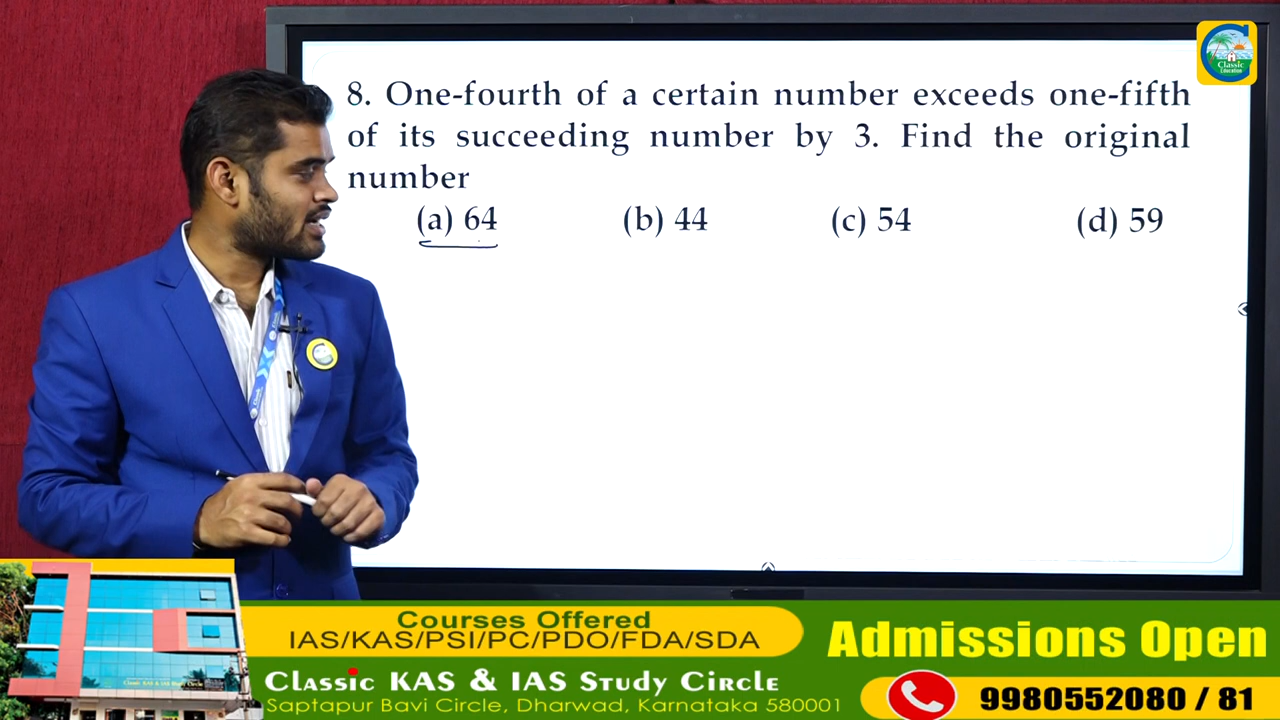 Classic
Education
8. One-fourth of a certain number exceeds one-fifth
of its succeeding number by 3. Find the original
number
(a) 64 (b) 44 (c) 54 (d) 59
Courses Offered
IAS/KAS/PSI/PC/PDO/FDA/SDA
Classic KAS & IAS Study Circle
Saptapur Bavi Circle, Dharwad, Karnataka 580001
Admissions Open
9980552080 / 81